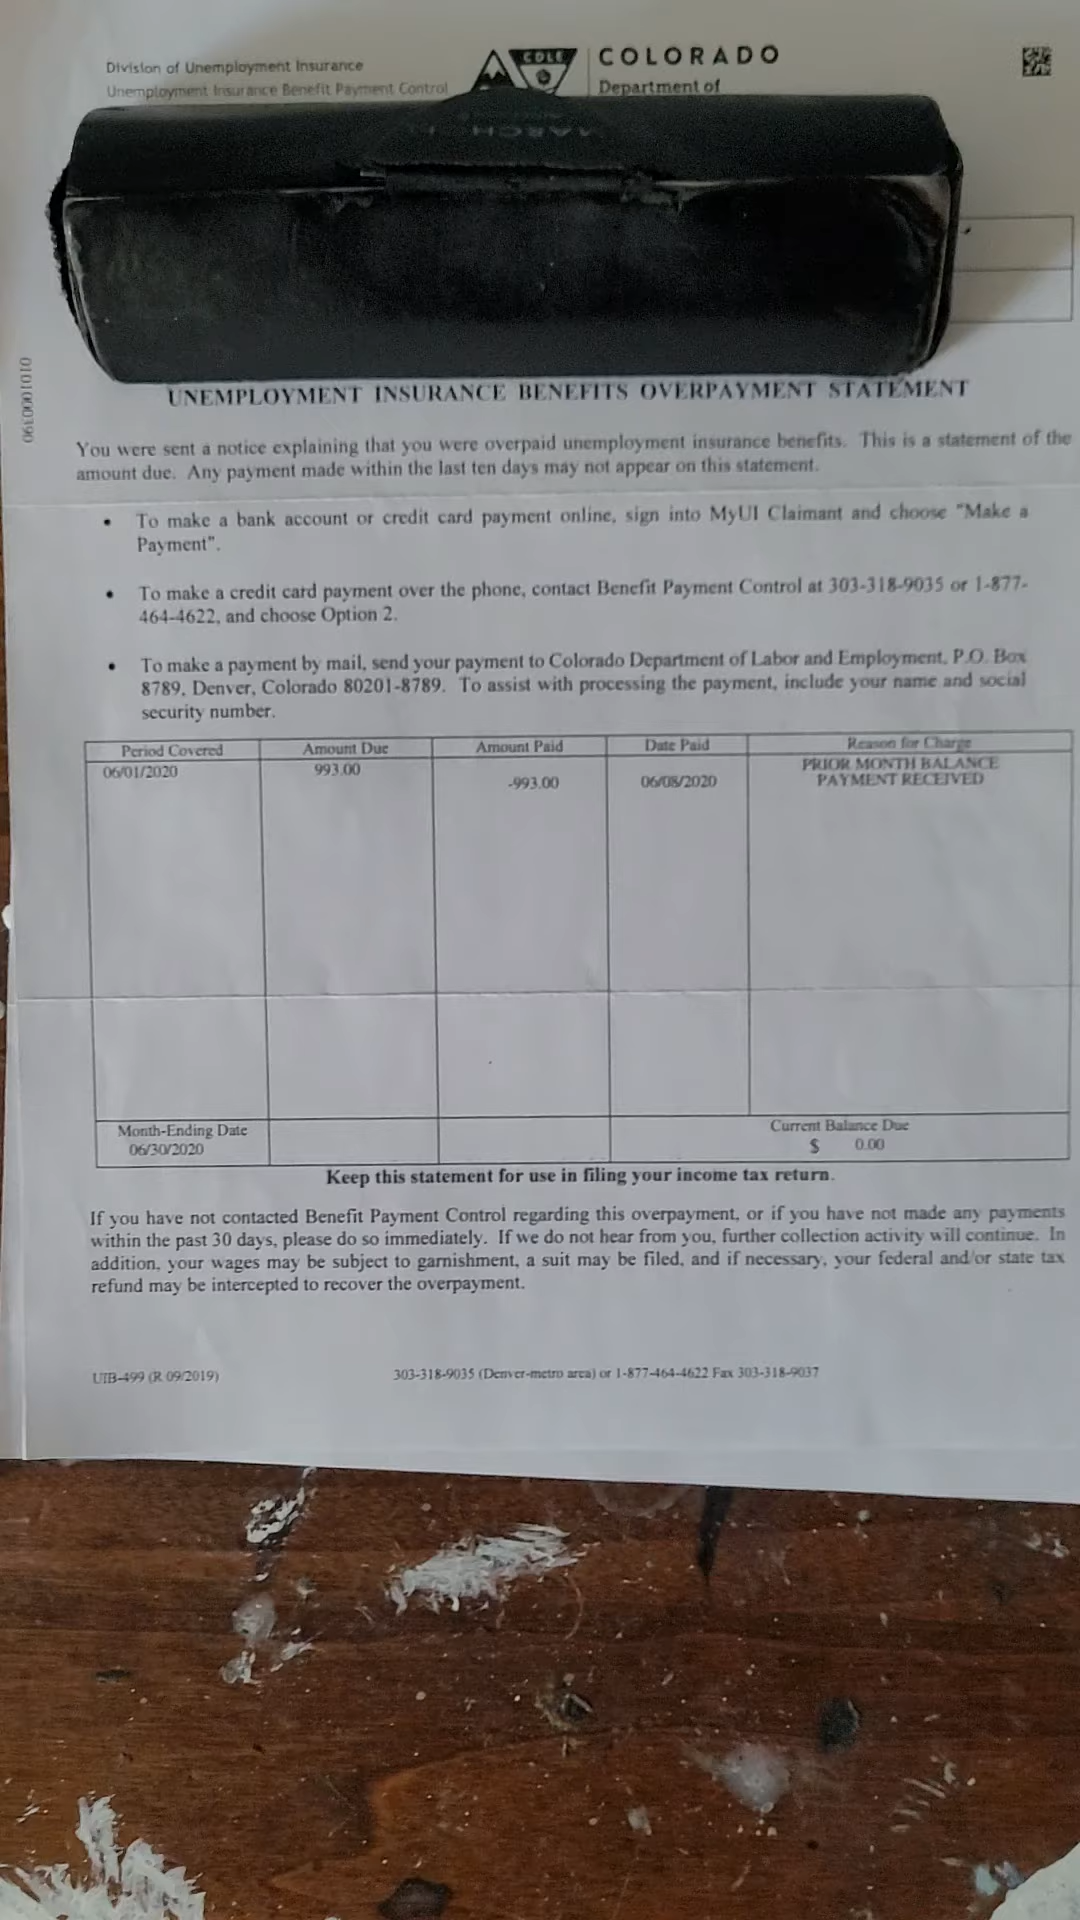 Division of Unemployment Insurance
Unemployment Insurance Benefit Payment Control
CDLE
COLORADO
Department of
0101000390
UNEMPLOYMENT INSURANCE BENEFITS OVERPAYMENT STATEMENT
You were sent a notice explaining that you were overpaid unemployment insurance benefits. This is a statement of the
amount due. Any payment made within the last ten days may not appear on this statement.
• To make a bank account or credit card payment online, sign into MyUI Claimant and choose "Make a
Payment".
• To make a credit card payment over the phone, contact Benefit Payment Control at 303-318-9035 or 1-877-
464-4622, and choose Option 2.
• To make a payment by mail, send your payment to Colorado Department of Labor and Employment, P.O. Box
8789, Denver, Colorado 80201-8789. To assist with processing the payment, include your name and social
security number.
Period Covered Amount Due Amount Paid Date Paid Reason for Charge
06/01/2020 993.00 PRIOR MONTH BALANCE
-993.00 06/08/2020 PAYMENT RECEIVED
Month-Ending Date Current Balance Due
06/30/2020 $ 0.00
Keep this statement for use in filing your income tax return.
If you have not contacted Benefit Payment Control regarding this overpayment, or if you have not made any payments
within the past 30 days, please do so immediately. If we do not hear from you, further collection activity will continue. In
addition, your wages may be subject to garnishment, a suit may be filed, and if necessary, your federal and/or state tax
refund may be intercepted to recover the overpayment.
UIB-499 (R 09/2019) 303-318-9035 (Denver-metro area) or 1-877-464-4622 Fax 303-318-9037